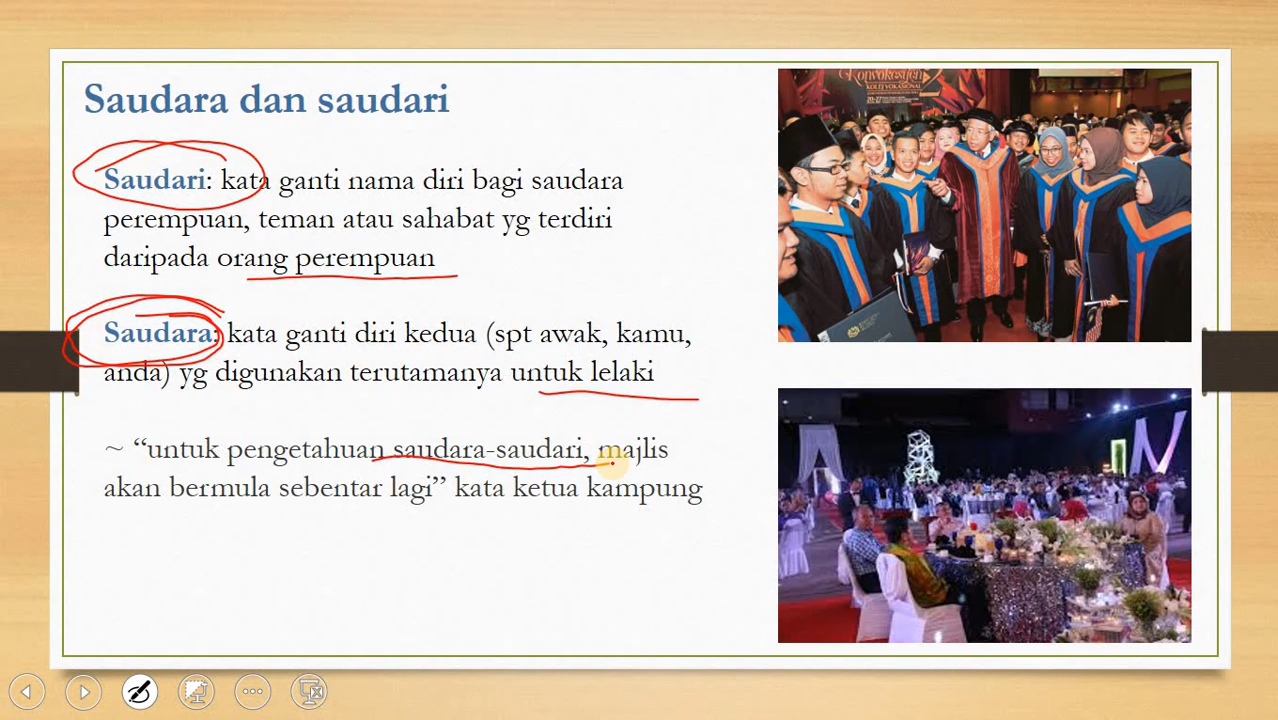 Saudara dan saudari
Saudari: kata ganti nama diri bagi saudara
perempuan, teman atau sahabat yg terdiri
daripada orang perempuan
Saudara: kata ganti diri kedua (spt awak, kamu,
anda) yg digunakan terutamanya untuk lelaki
~ “untuk pengetahuan saudara-saudari, majlis
akan bermula sebentar lagi” kata ketua kampung
Konvokesyen
KOLEJ VOKASIONAL